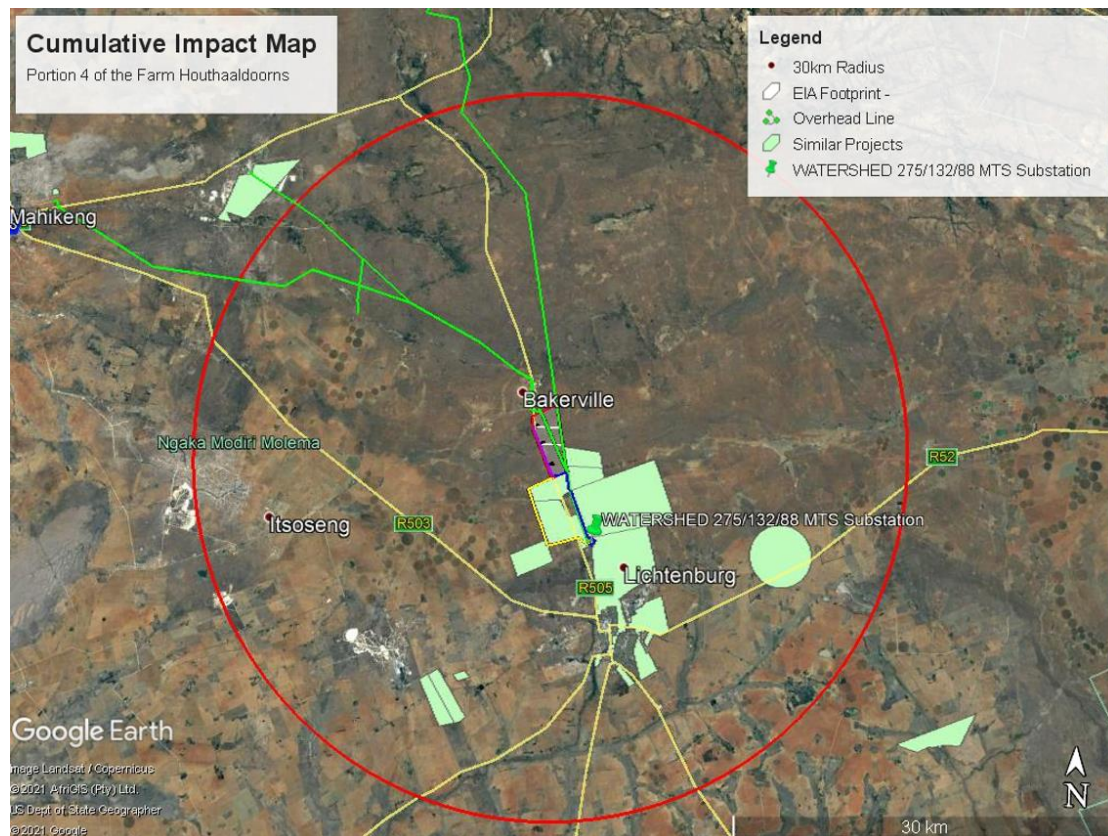 Cumulative Impact Map
Portion 4 of the Farm Houthaaldoorns
Legend
30km Radius
EIA Footprint -
Overhead Line
Similar Projects
WATERSHED 275/132/88 MTS Substation
Mahikeng
Bakerville
Ngaka Modiri Molema
R52
Itsoseng
R503
WATERSHED 275/132/88 MTS Substation
Lichtenburg
R505
Google Earth
Image Landsat / Copernicus
©2021 AfriGIS (Pty) Ltd.
US Dept of State Geographer
©2021 Google
30 km
N